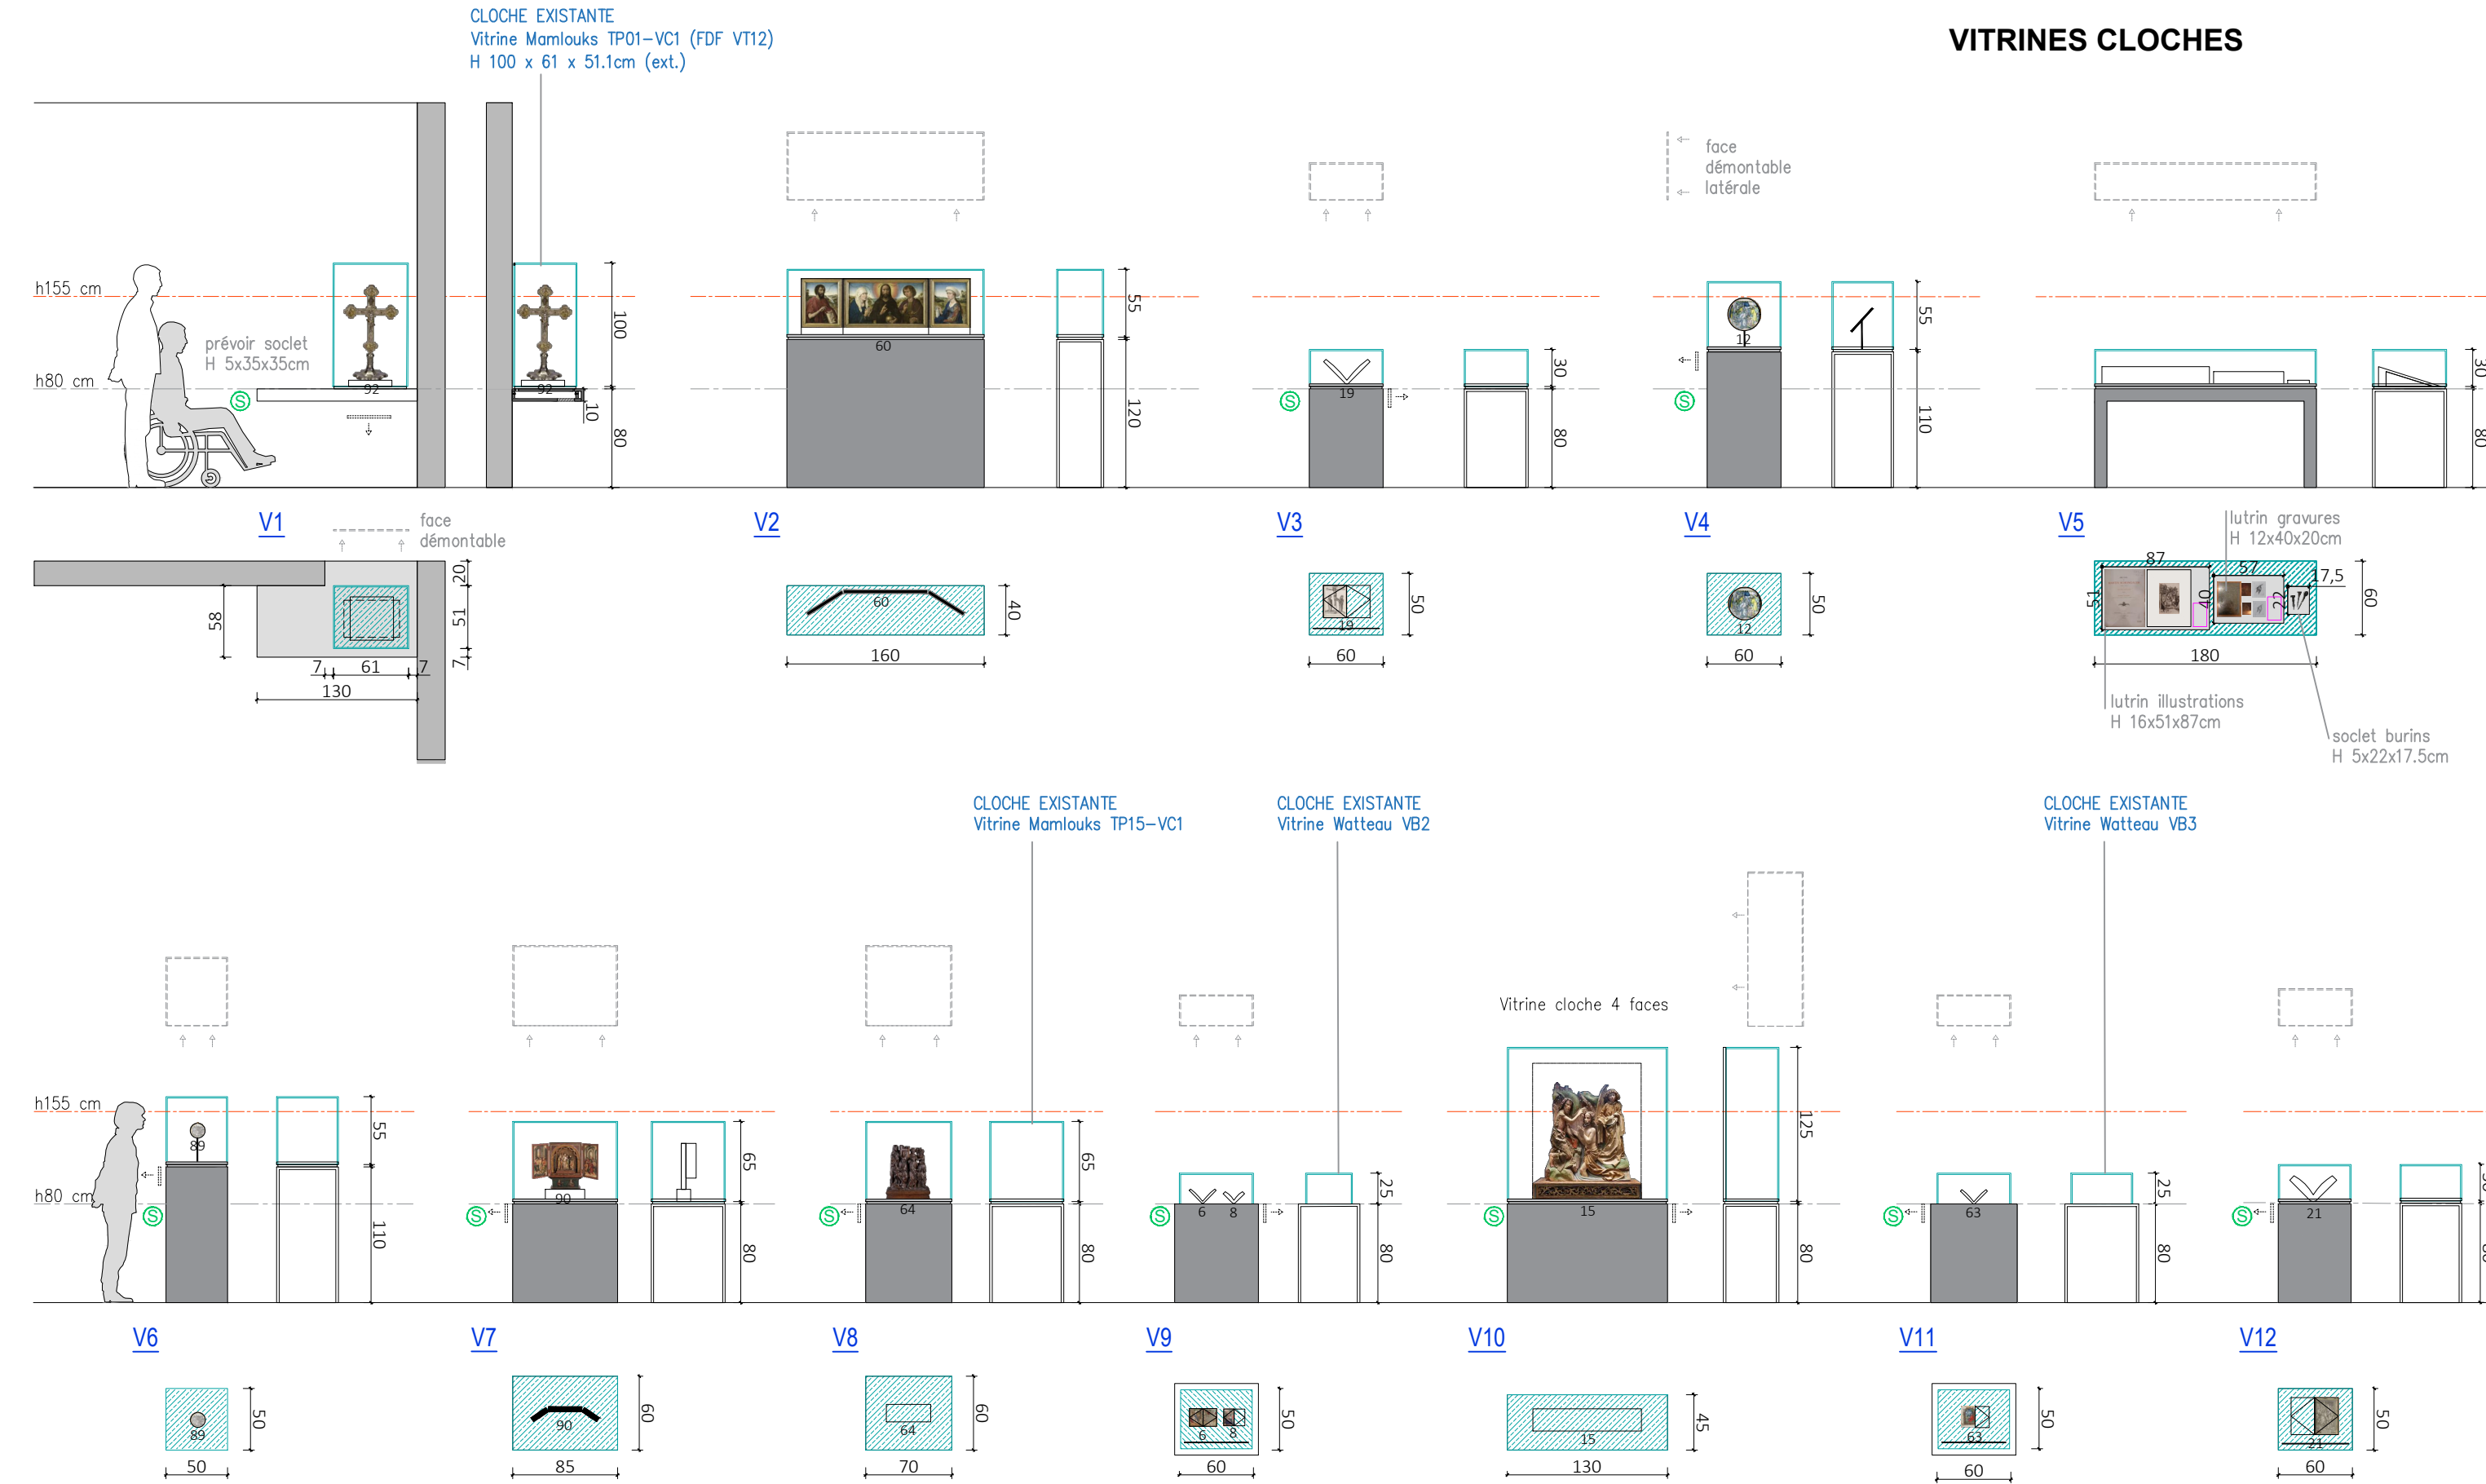 CLOCHE EXISTANTE
Vitrine Mamlouks TP01-VC1 (FDF VT12)
H 100 x 61 x 51.1cm (ext.)
VITRINES CLOCHES
face
démontable
latérale
h155 cm
prévoir soclet
H 5x35x35cm
h80 cm
S
92
92
100
10
80
60
55
120
19
S
30
80
12
S
55
110
30
80
V1
V2
V3
V4
V5
face
démontable
20
51
7
58
7
61
7
130
60
40
160
19
50
60
12
50
60
lutrin gravures
H 12x40x20cm
87
57
17,5
51
40
22
60
180
lutrin illustrations
H 16x51x87cm
soclet burins
H 5x22x17.5cm
CLOCHE EXISTANTE
Vitrine Mamlouks TP15-VC1
CLOCHE EXISTANTE
Vitrine Watteau VB2
CLOCHE EXISTANTE
Vitrine Watteau VB3
Vitrine cloche 4 faces
h155 cm
h80 cm
S
89
55
110
S
90
65
80
S
64
65
80
S
6
8
25
80
S
15
125
80
S
63
25
80
S
21
V6
V7
V8
V9
V10
V11
V12
89
50
50
90
60
85
64
60
70
6
8
50
60
15
45
130
63
50
60
21
50
60